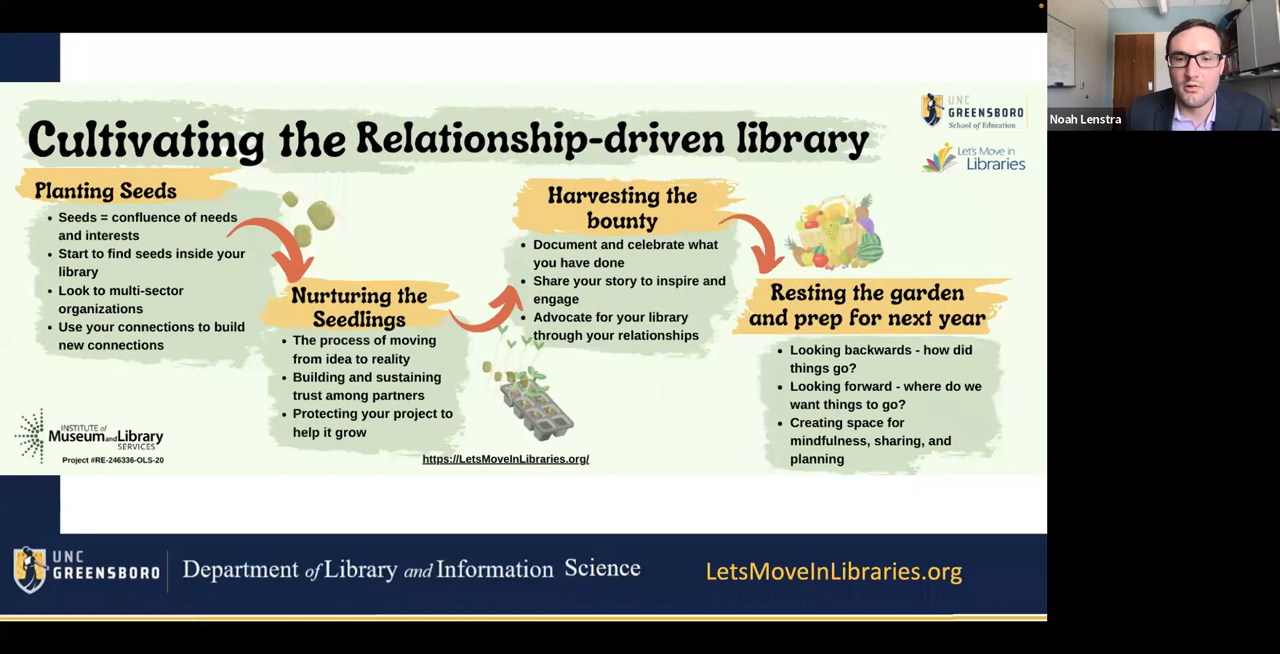 Cultivating the Relationship-driven library
UNC
GREENSBORO
School of Education
Let's Move in
Libraries
Noah Lenstra
Planting Seeds
• Seeds = confluence of needs
and interests
• Start to find seeds inside your
library
• Look to multi-sector
organizations
• Use your connections to build
new connections
Nurturing the
Seedlings
• The process of moving
from idea to reality
• Building and sustaining
trust among partners
• Protecting your project to
help it grow
Harvesting the
bounty
• Document and celebrate what
you have done
• Share your story to inspire and
engage
• Advocate for your library
through your relationships
Resting the garden
and prep for next year
• Looking backwards - how did
things go?
• Looking forward - where do we
want things to go?
• Creating space for
mindfulness, sharing, and
planning
INSTITUTE of
Museum and Library
SERVICES
Project #RE-246336-OLS-20
https://LetsMoveInLibraries.org/
UNC
GREENSBORO
Department of Library and Information Science
LetsMoveInLibraries.org